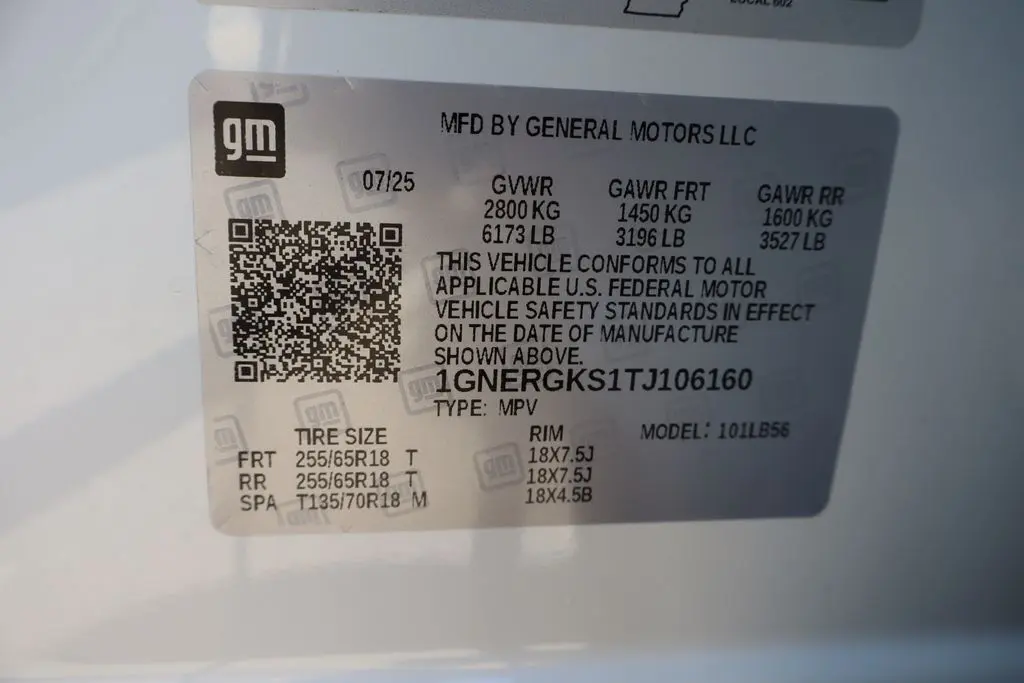 LOCAL 602
gm
MFD BY GENERAL MOTORS LLC
07/25
GVWR GAWR FRT GAWR RR
2800 KG 1450 KG 1600 KG
6173 LB 3196 LB 3527 LB
THIS VEHICLE CONFORMS TO ALL
APPLICABLE U.S. FEDERAL MOTOR
VEHICLE SAFETY STANDARDS IN EFFECT
ON THE DATE OF MANUFACTURE
SHOWN ABOVE.
1GNERGKS1TJ106160
TYPE: MPV
TIRE SIZE RIM MODEL: 101LB56
FRT 255/65R18 T 18X7.5J
RR 255/65R18 T 18X7.5J
SPA T135/70R18 M 18X4.5B